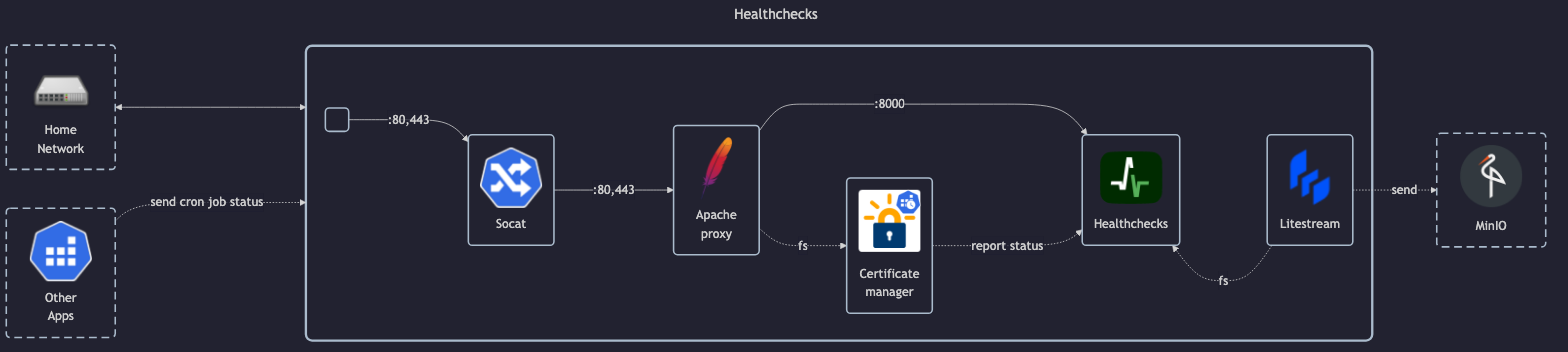 Healthchecks
Home
Network
send cron job status
Other
Apps
:80,443
Socat
:80,443
Apache
proxy
:8000
fs
Certificate
manager
report status
Healthchecks
fs
Litestream
send
MinIO